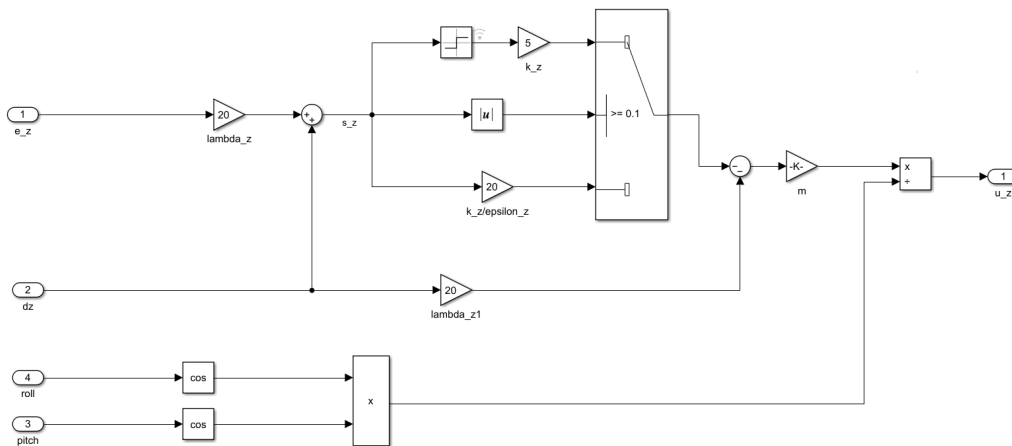 5
k_z
1
e_z
20
lambda_z
+
+
s_z
|u|
>= 0.1
20
k_z/epsilon_z
−
−
-K-
m
x
÷
1
u_z
2
dz
20
lambda_z1
4
roll
cos
x
3
pitch
cos